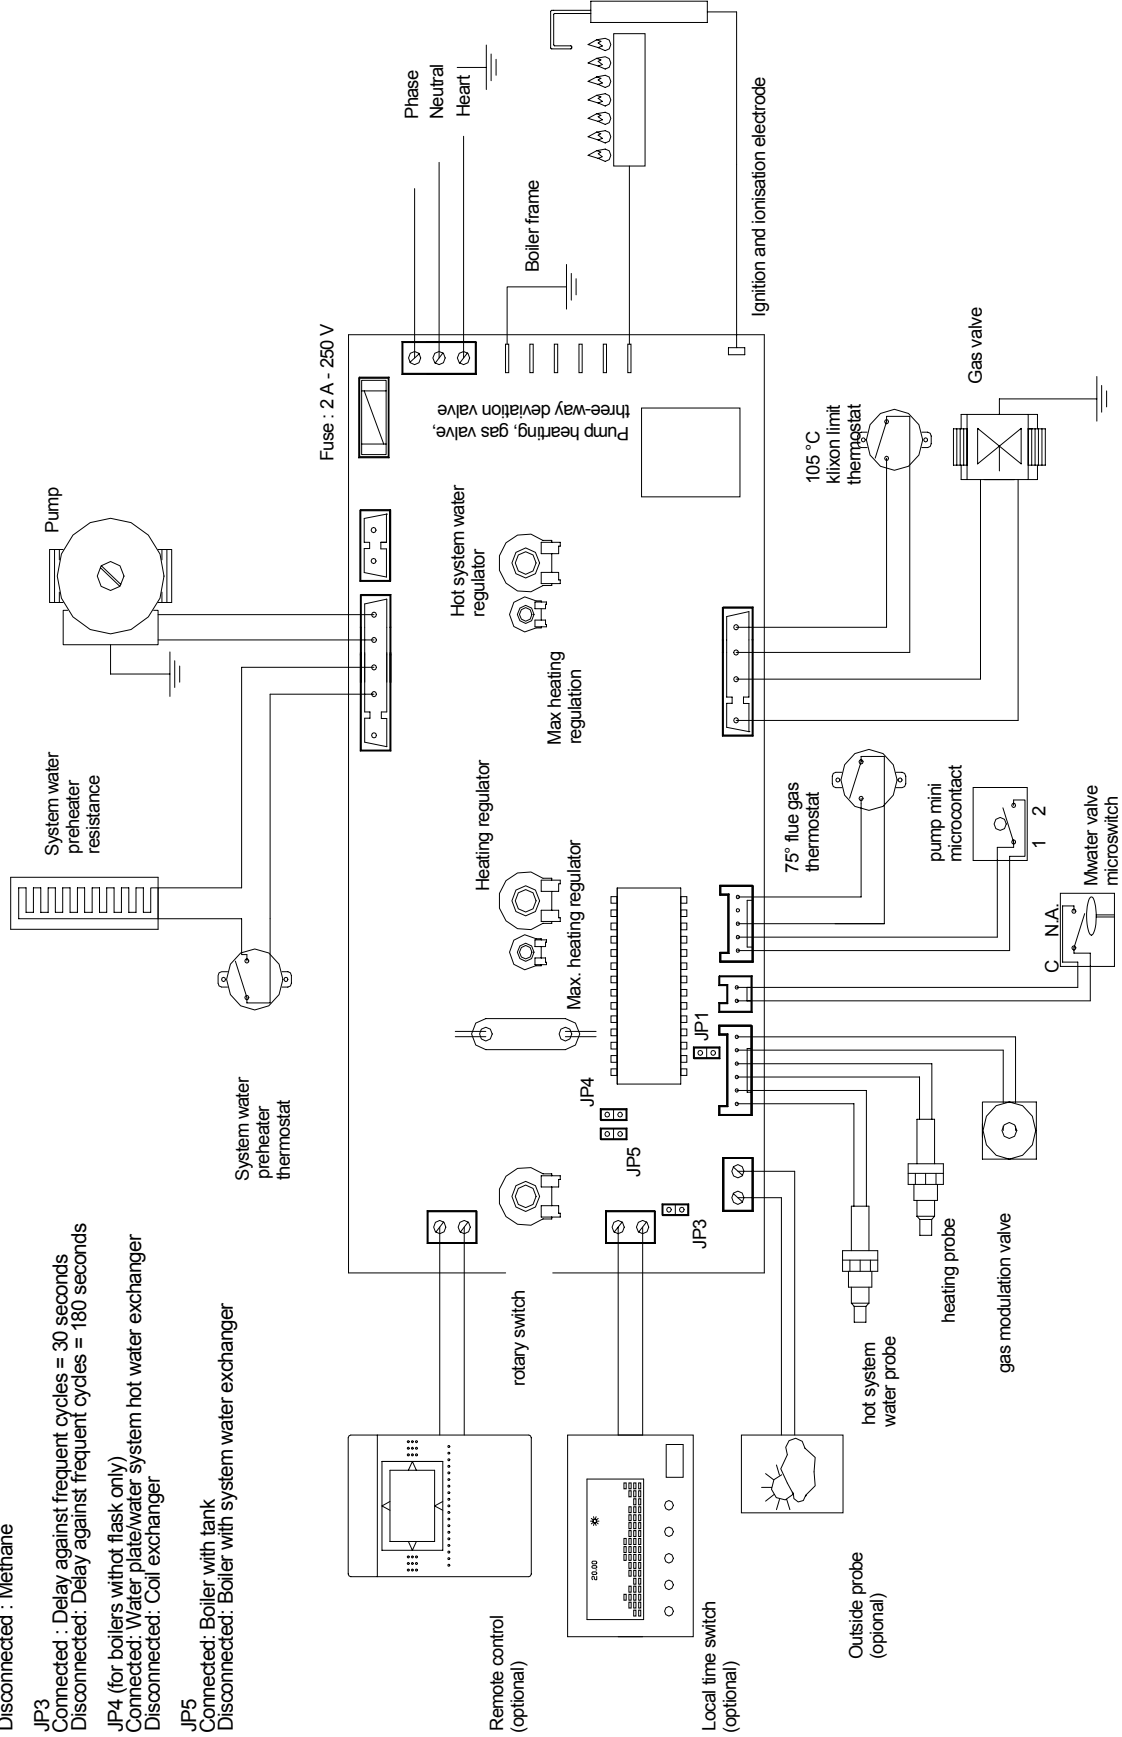 Disconnected : Methane
JP3
Connected : Delay against frequent cycles = 30 seconds
Disconnected: Delay against frequent cycles = 180 seconds
JP4 (for boilers withot flask only)
Connected: Water plate/water system hot water exchanger
Disconnected: Coil exchanger
JP5
Connected: Boiler with tank
Disconnected: Boiler with system water exchanger
System water
preheater
thermostat
System water
preheater
resistance
Pump
Fuse : 2 A - 250 V
Phase
Neutral
Heart
Boiler frame
Ignition and ionisation electrode
Pump hearting, gas valve,
three-way deviation valve
Hot system water
regulator
Max heating
regulation
Heating regulator
Max. heating regulator
JP4
JP5
JP1
JP3
rotary switch
Remote control
(optional)
20.00
Local time switch
(optional)
Outside probe
(opional)
hot system
water probe
heating probe
gas modulation valve
C N.A.
Mwater valve
microswitch
pump mini
microcontact
1 2
75° flue gas
thermostat
105 °C
klixon limit
thermostat
Gas valve